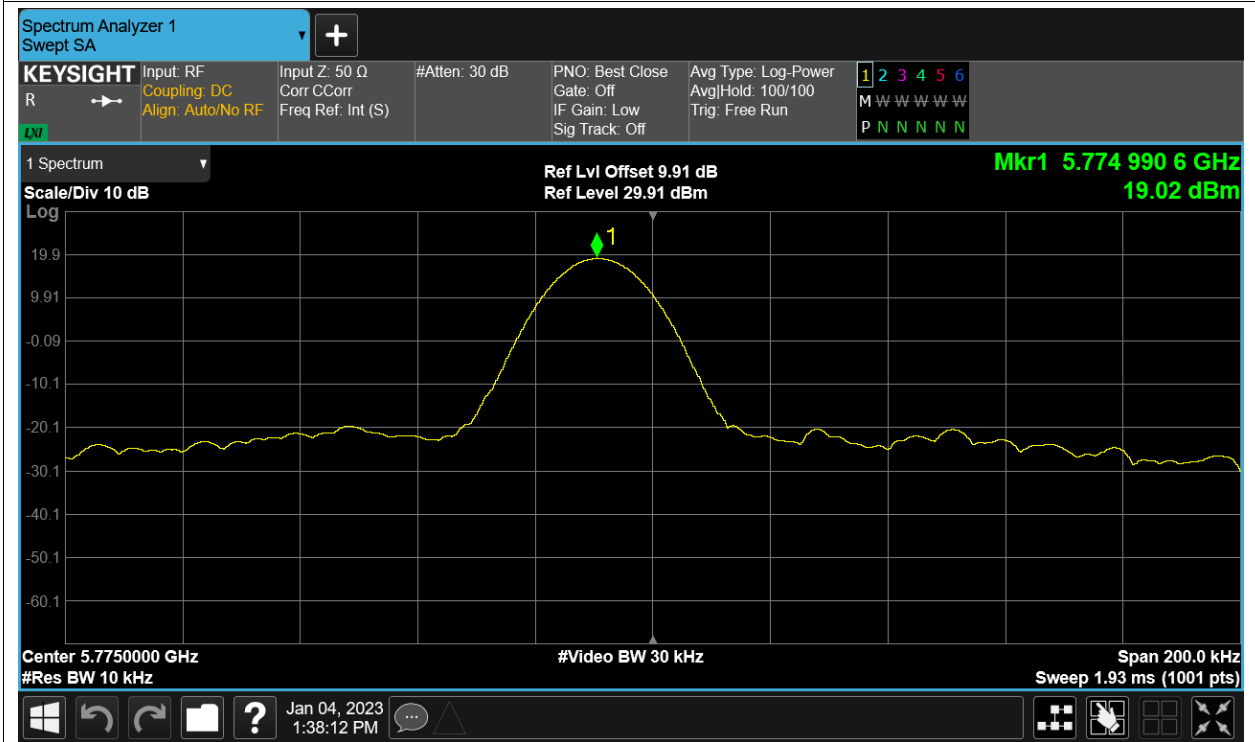 Spectrum Analyzer 1
Swept SA
+
KEYSIGHT Input: RF Input Z: 50 Ω #Atten: 30 dB PNO: Best Close Avg Type: Log-Power 1 2 3 4 5 6
R Coupling: DC Corr CCorr Gate: Off Avg|Hold: 100/100 M W W W W W
Align: Auto/No RF Freq Ref: Int (S) IF Gain: Low Trig: Free Run
LXI Sig Track: Off P N N N N N
1 Spectrum Ref Lvl Offset 9.91 dB Mkr1 5.774 990 6 GHz
Scale/Div 10 dB Ref Level 29.91 dBm 19.02 dBm
Log
1
19.9
9.91
-0.09
-10.1
-20.1
-30.1
-40.1
-50.1
-60.1
Center 5.7750000 GHz #Video BW 30 kHz Span 200.0 kHz
#Res BW 10 kHz Sweep 1.93 ms (1001 pts)
? Jan 04, 2023
1:38:12 PM